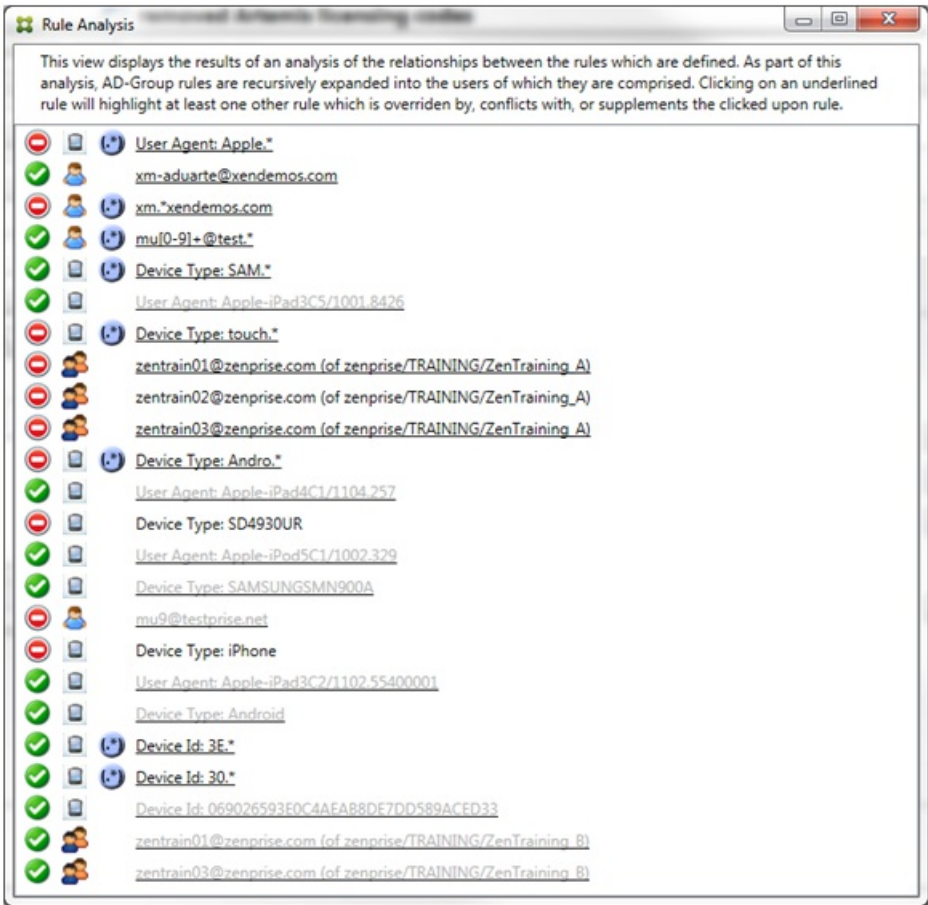 removed Artemis licensing codes
Rule Analysis
This view displays the results of an analysis of the relationships between the rules which are defined. As part of this
analysis, AD-Group rules are recursively expanded into the users of which they are comprised. Clicking on an underlined
rule will highlight at least one other rule which is overriden by, conflicts with, or supplements the clicked upon rule.
(.*) User Agent: Apple.*
xm-aduarte@xendemos.com
(.*) xm.*xendemos.com
(.*) mu[0-9]+@test.*
(.*) Device Type: SAM.*
User Agent: Apple-iPad3C5/1001.8426
(.*) Device Type: touch.*
zentrain01@zenprise.com (of zenprise/TRAINING/ZenTraining_A)
zentrain02@zenprise.com (of zenprise/TRAINING/ZenTraining_A)
zentrain03@zenprise.com (of zenprise/TRAINING/ZenTraining_A)
(.*) Device Type: Andro.*
User Agent: Apple-iPad4C1/1104.257
Device Type: SD4930UR
User Agent: Apple-iPod5C1/1002.329
Device Type: SAMSUNGSMN900A
mu9@testprise.net
Device Type: iPhone
User Agent: Apple-iPad3C2/1102.55400001
Device Type: Android
(.*) Device Id: 3E.*
(.*) Device Id: 30.*
Device Id: 069026593E0C4AEAB8DE7DD589ACED33
zentrain01@zenprise.com (of zenprise/TRAINING/ZenTraining_B)
zentrain03@zenprise.com (of zenprise/TRAINING/ZenTraining_B)